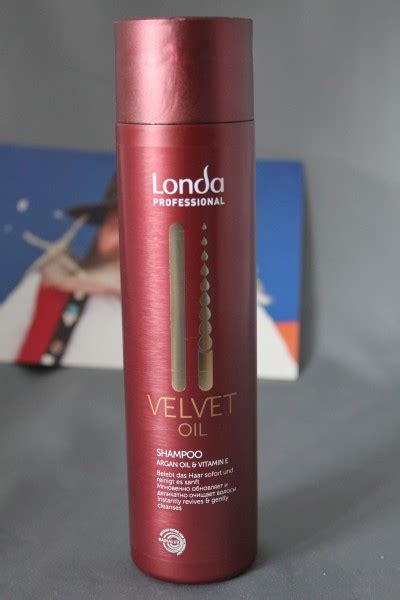 Londa
PROFESSIONAL
VELVET
OIL
SHAMPOO
ARGAN OIL & VITAMIN E
Belebt das Haar sofort und
reinigt es sanft
Мгновенно обновляет и
деликатно очищает волосы
Instantly revives & gently
cleanses